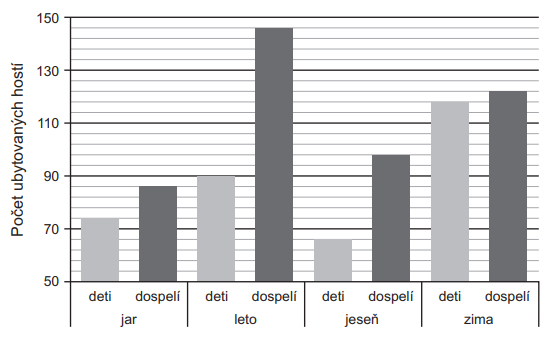 Počet ubytovaných hostí
150
130
110
90
70
50
deti dospelí deti dospelí deti dospelí deti dospelí
jar leto jeseň zima